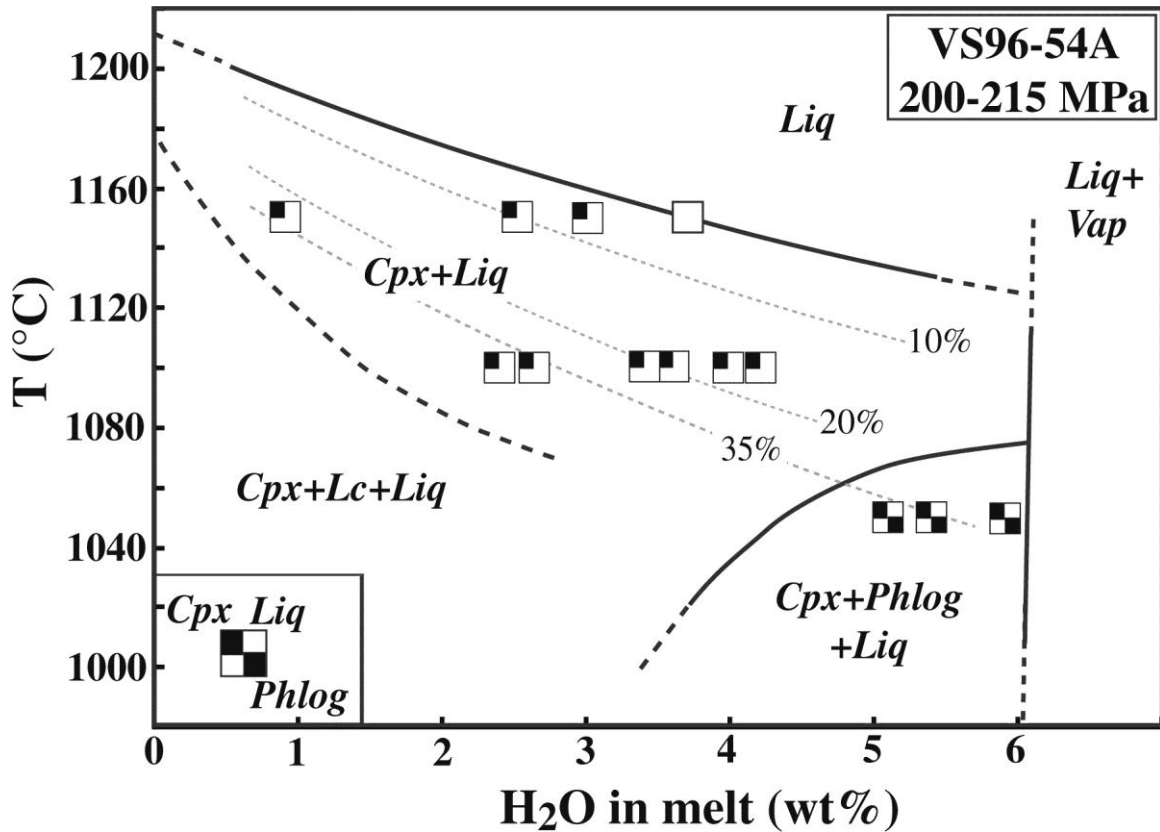 VS96-54A
200-215 MPa
Liq
Liq+
Vap
Cpx+Liq
10%
20%
35%
Cpx+Lc+Liq
Cpx+Phlog
+Liq
Cpx Liq
Phlog
T (°C)
1200
1160
1120
1080
1040
1000
0 1 2 3 4 5 6
H₂O in melt (wt%)